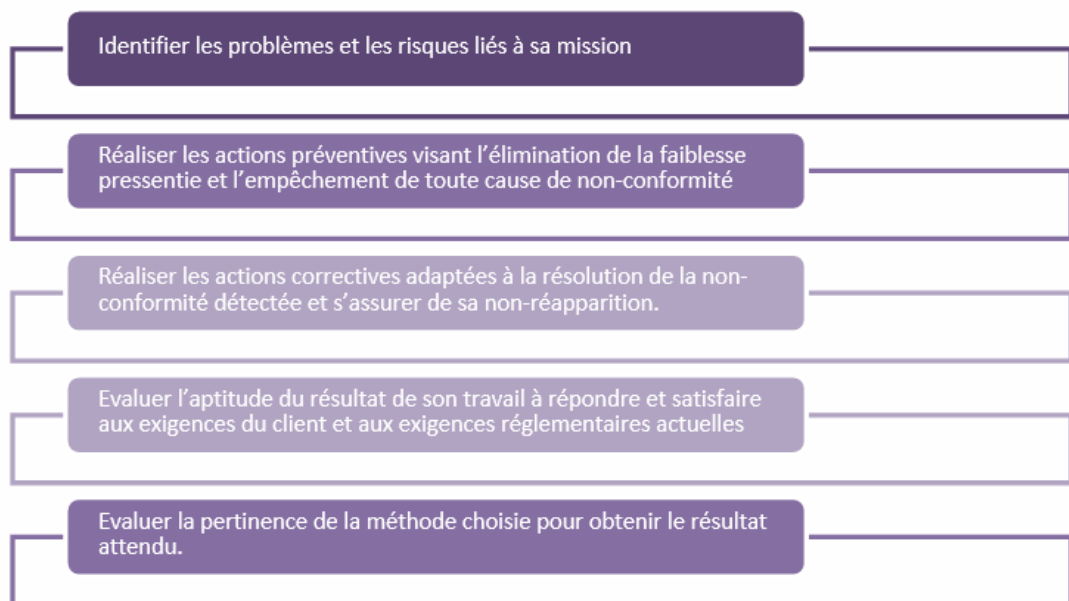 Identifier les problèmes et les risques liés à sa mission
Réaliser les actions préventives visant l’élimination de la faiblesse
pressentie et l’empêchement de toute cause de non-conformité
Réaliser les actions correctives adaptées à la résolution de la non-
conformité détectée et s’assurer de sa non-réapparition.
Evaluer l’aptitude du résultat de son travail à répondre et satisfaire
aux exigences du client et aux exigences réglementaires actuelles
Evaluer la pertinence de la méthode choisie pour obtenir le résultat
attendu.